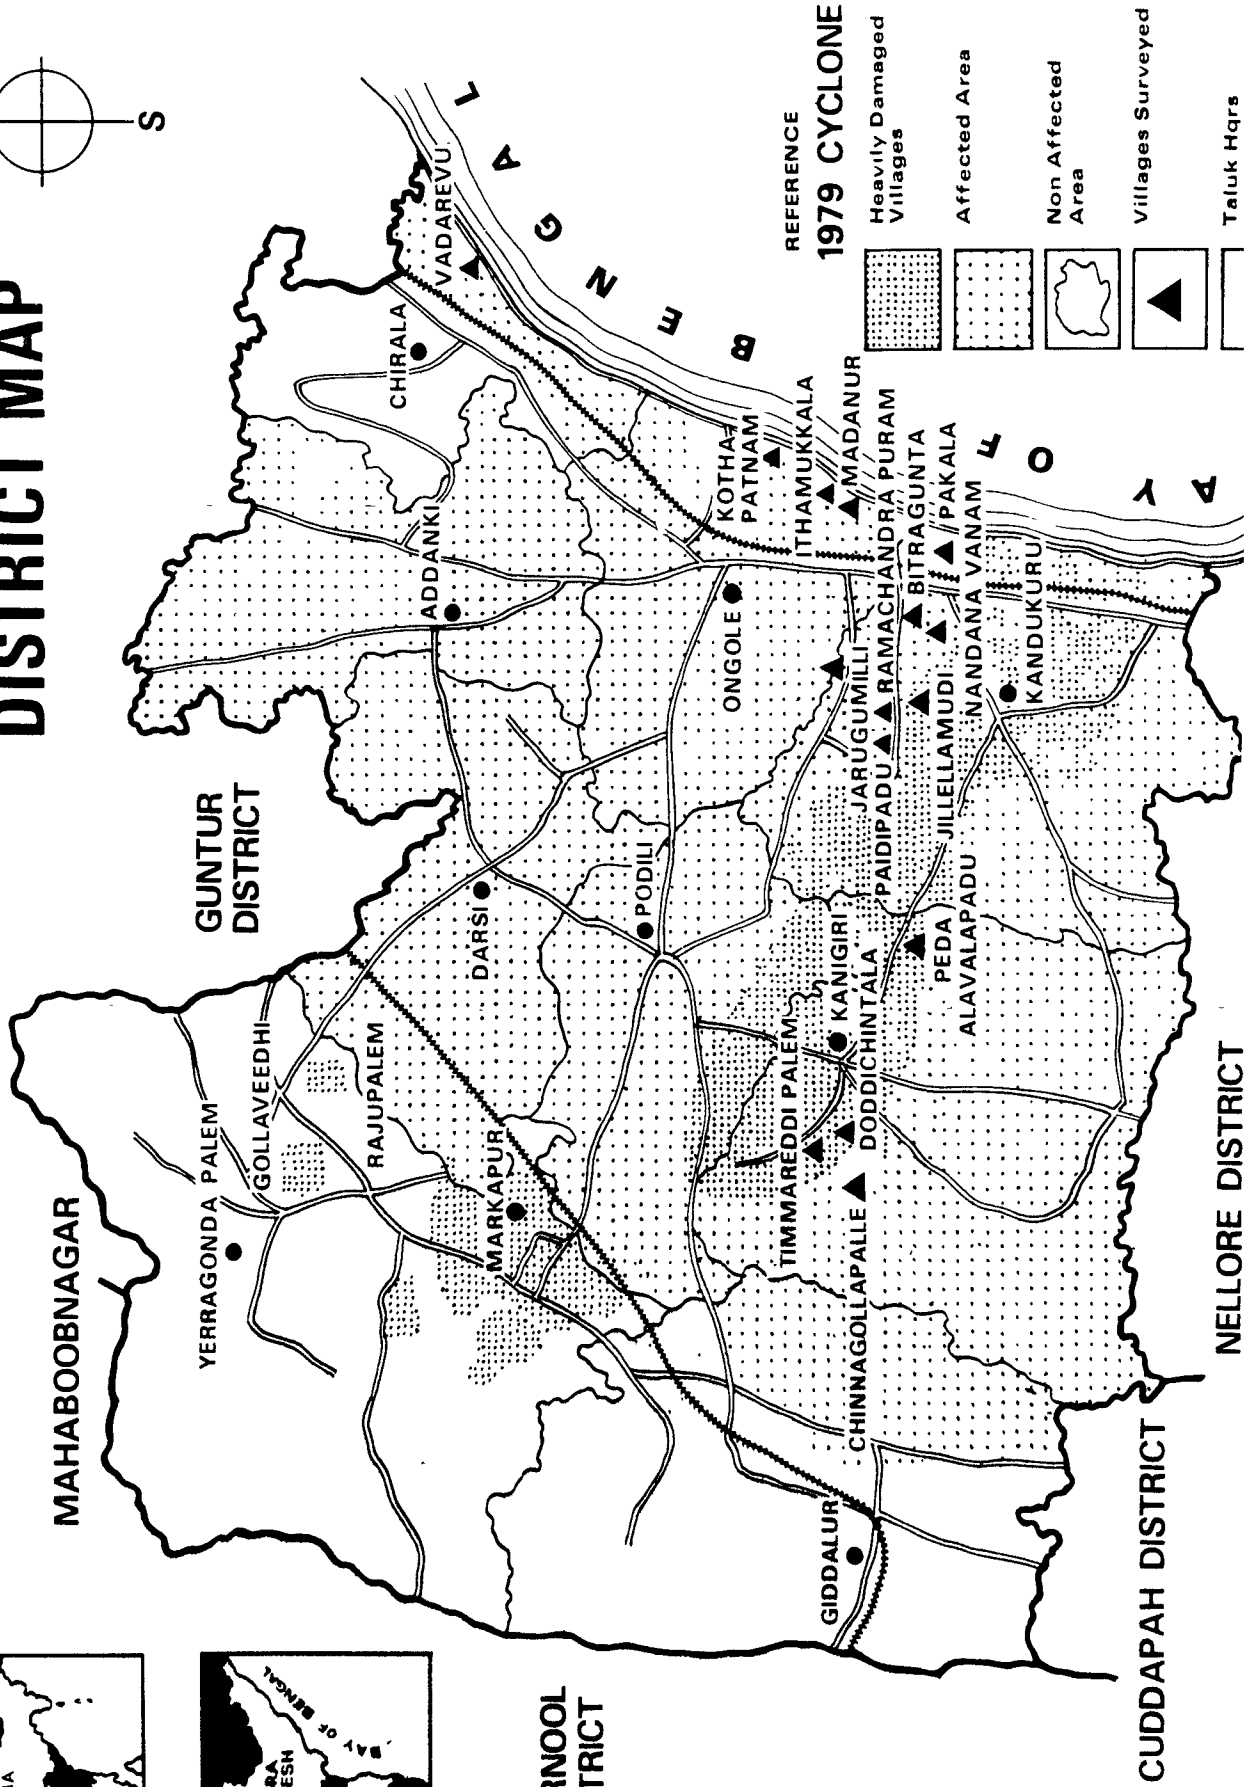 DISTRICT MAP
S
MAHABOOBNAGAR
GUNTUR
DISTRICT
NELLORE DISTRICT
CUDDAPAH DISTRICT
BAY OF BENGAL
YERRAGONDA PALEM
GOLLAVEEDHI
RAJUPALEM
MARKAPUR
DARSI
PODILI
ADDANKI
CHIRALA
VADAREVU
ONGOLE
KOTHA
PATNAM
ITHAMUKKALA
MADANUR
JARUGUMILLI
PAIDIPADU
RAMACHANDRA PURAM
BITRAGUNTA
PAKALA
JILLELLAMUDI
NANDANA VANAM
KANDUKURU
PEDA
ALAVALAPADU
KANIGIRI
DODDICHINTALA
TIMMAREDDI PALEM
CHINNAGOLLAPALLE
GIDDALUR
REFERENCE
1979 CYCLONE
Heavily Damaged
Villages
Affected Area
Non Affected
Area
Villages Surveyed
Taluk Hqrs
BAY OF BENGAL